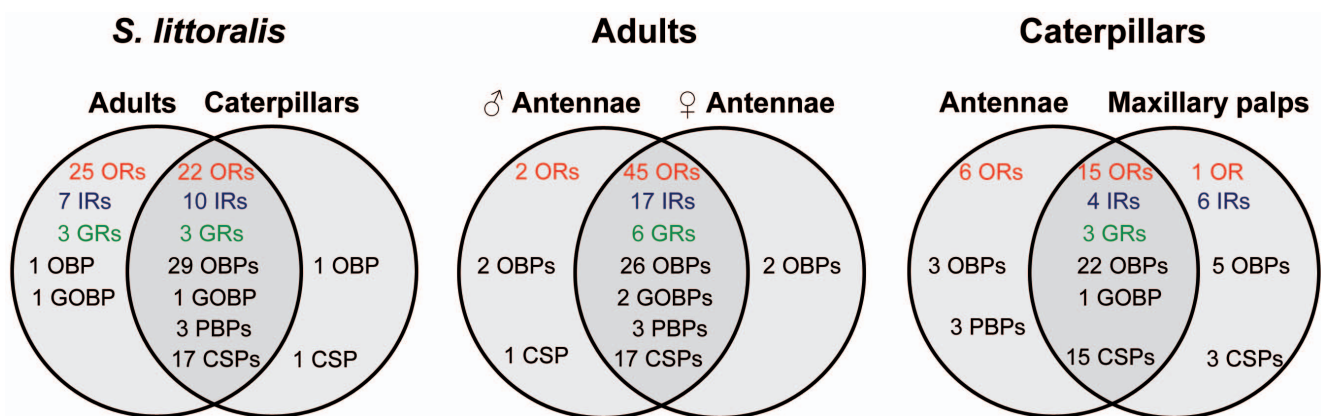 S. littoralis
Adults Caterpillars
25 ORs 22 ORs
7 IRs 10 IRs
3 GRs 3 GRs
1 OBP 29 OBPs 1 OBP
1 GOBP 1 GOBP
3 PBPs
17 CSPs 1 CSP
Adults
♂ Antennae ♀ Antennae
2 ORs 45 ORs
17 IRs
6 GRs
2 OBPs 26 OBPs 2 OBPs
2 GOBPs
3 PBPs
1 CSP 17 CSPs
Caterpillars
Antennae Maxillary palps
6 ORs 15 ORs 1 OR
4 IRs 6 IRs
3 GRs
3 OBPs 22 OBPs 5 OBPs
1 GOBP
3 PBPs
15 CSPs 3 CSPs